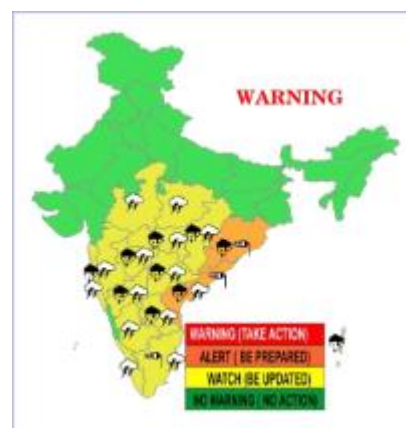 WARNING
WARNING (TAKE ACTION)
ALERT ( BE PREPARED)
WATCH (BE UPDATED)
NO WARNING ( NO ACTION)